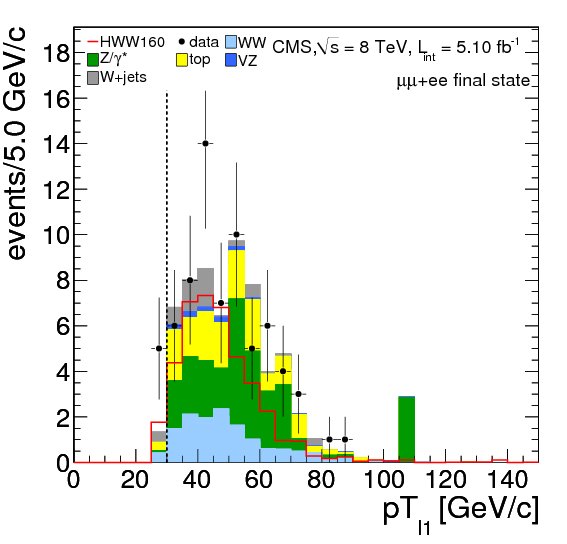 HWW160 data WW CMS,√s = 8 TeV, L_int = 5.10 fb⁻¹
Z/γ* top VZ
W+jets μμ+ee final state
events/5.0 GeV/c
18
16
14
12
10
8
6
4
2
0
0 20 40 60 80 100 120 140
pT_l1 [GeV/c]